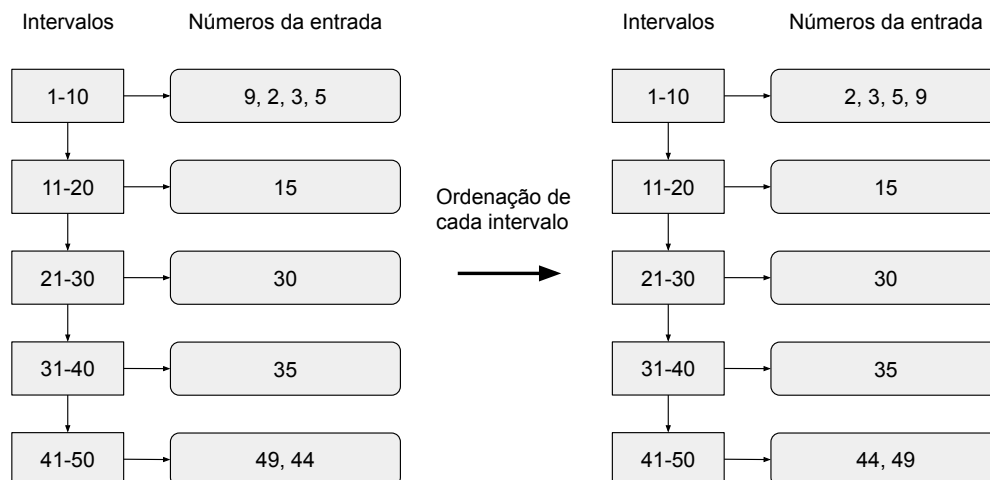 Intervalos
Números da entrada
1-10
9, 2, 3, 5
11-20
15
21-30
30
31-40
35
41-50
49, 44
Ordenação de
cada intervalo
Intervalos
Números da entrada
1-10
2, 3, 5, 9
11-20
15
21-30
30
31-40
35
41-50
44, 49